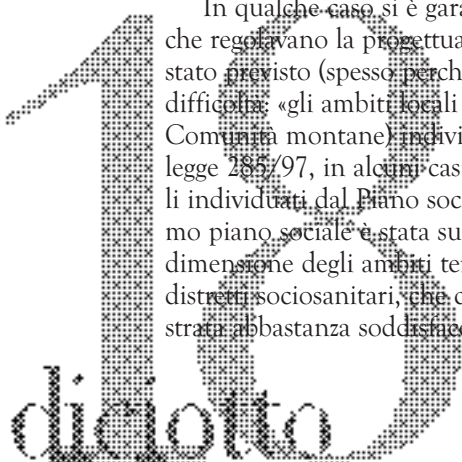 In qualche caso si è gara
che regolavano la progettua
stato previsto (spesso perch
difficoltà: «gli ambiti locali
Comunità montane) indivi
legge 285/97, in alcuni cas
li individuati dal Piano soc
mo piano sociale è stata su
dimensione degli ambiti te
distretti sociosanitari, che c
strata abbastanza soddisfac
18
diciotto